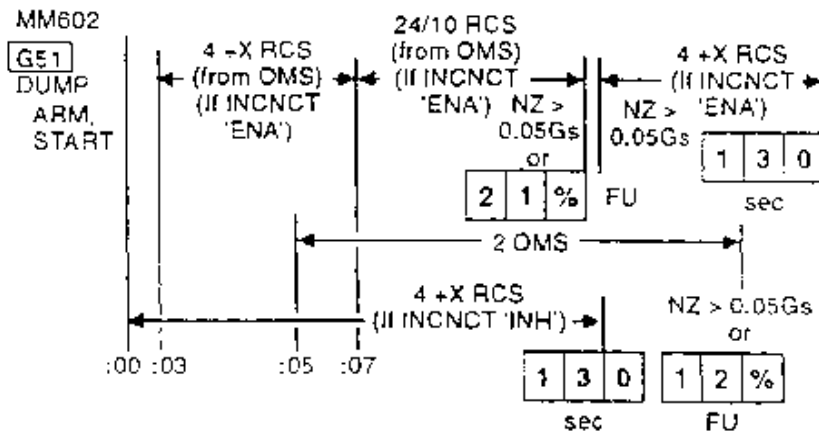 MM602
G51
DUMP
ARM,
START
4 +X RCS
(from OMS)
(If INCNCT
'ENA')
24/10 RCS
(from OMS)
(If INCNCT
'ENA')
NZ >
0.05Gs
or
2 1 %
FU
4 +X RCS
(If INCNCT
'ENA')
NZ >
0.05Gs
1 3 0
sec
2 OMS
4 +X RCS
(If INCNCT 'INH')
1 3 0
sec
NZ > 0.05Gs
or
1 2 %
FU
:00 :03 :05 :07